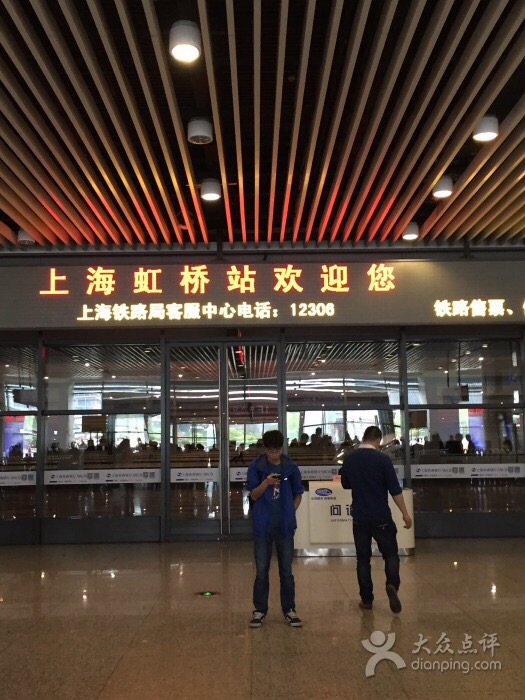 上海虹桥站欢迎您
上海铁路局客服中心电话：12306
铁路售票、
问讯
大众点评
dianping.com